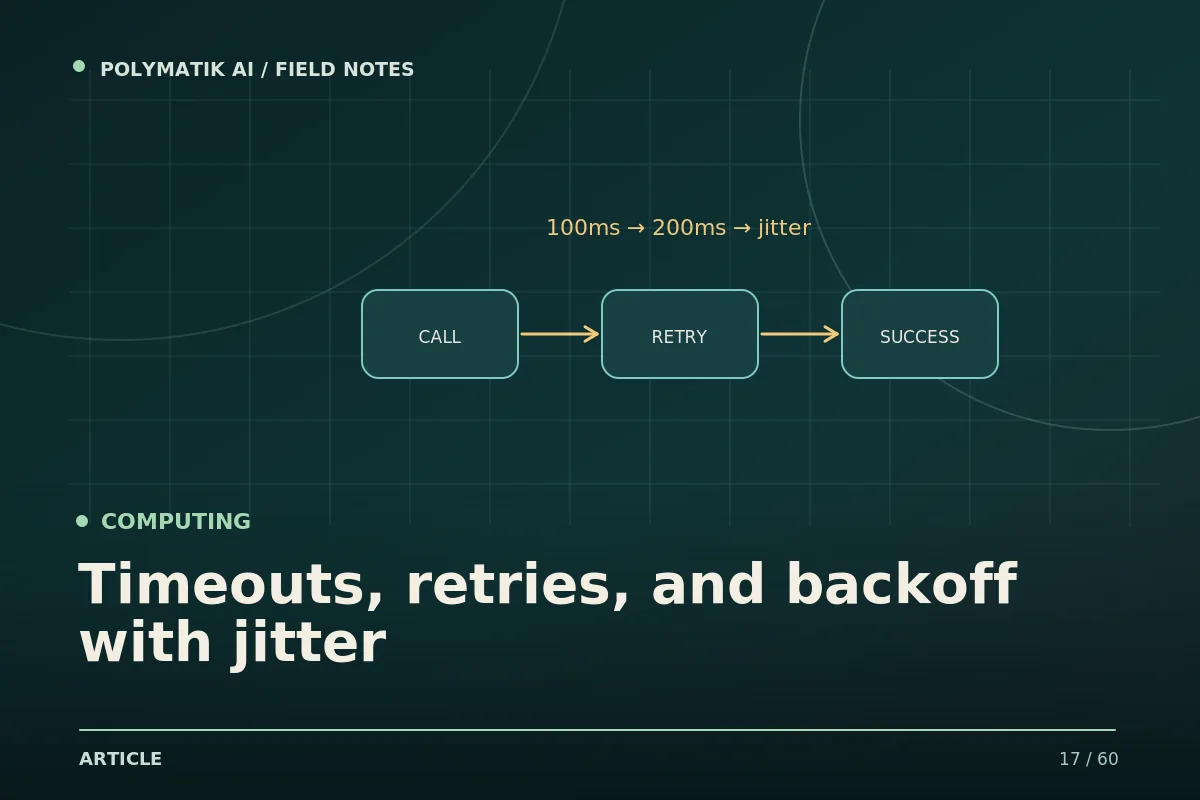 POLYMATIK AI / FIELD NOTES
100ms → 200ms → jitter
CALL
RETRY
SUCCESS
COMPUTING
Timeouts, retries, and backoff
with jitter
ARTICLE
17 / 60